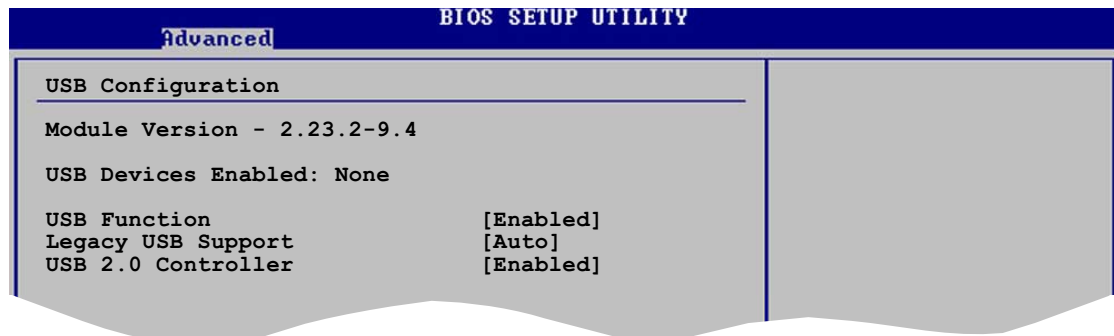 BIOS SETUP UTILITY
Advanced
USB Configuration
Module Version - 2.23.2-9.4
USB Devices Enabled: None
USB Function [Enabled]
Legacy USB Support [Auto]
USB 2.0 Controller [Enabled]